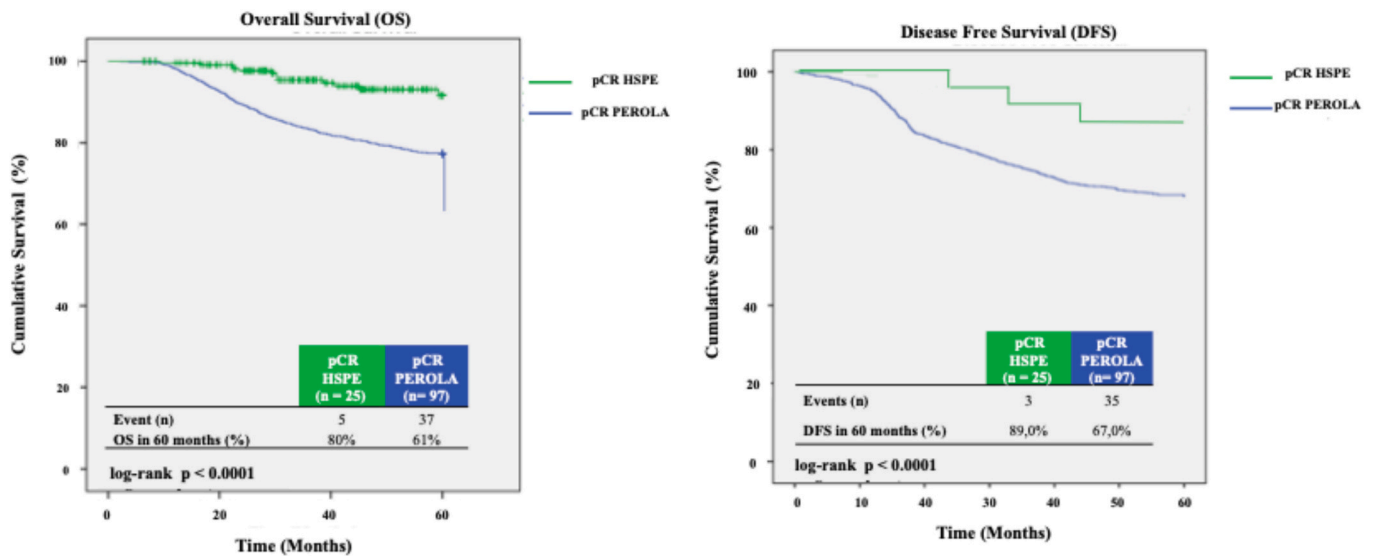 Overall Survival (OS)
100
80
60
40
20
0
Cumulative Survival (%)
pCR HSPE
pCR PEROLA
pCR
HSPE
(n = 25)
pCR
PEROLA
(n= 97)
Event (n) 5 37
OS in 60 months (%) 80% 61%
log-rank p < 0.0001
0 20 40 60
Time (Months)
Disease Free Survival (DFS)
100
80
60
40
20
0
Cumulative Survival (%)
pCR HSPE
pCR PEROLA
pCR
HSPE
(n = 25)
pCR
PEROLA
(n= 97)
Events (n) 3 35
DFS in 60 months (%) 89,0% 67,0%
log-rank p < 0.0001
0 10 40 30 40 50 60
Time (Months)